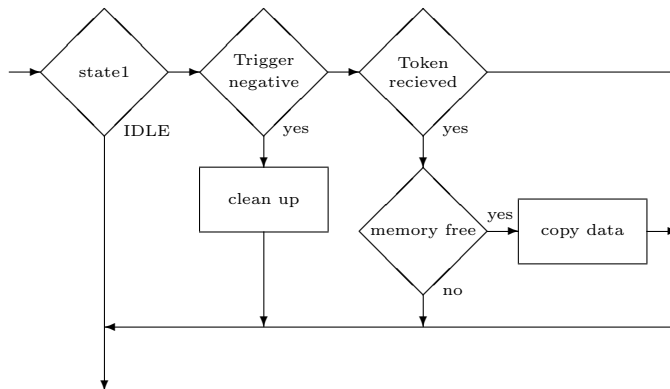 state1
Trigger
negative
Token
recieved
IDLE
yes
yes
clean up
memory free
yes
copy data
no